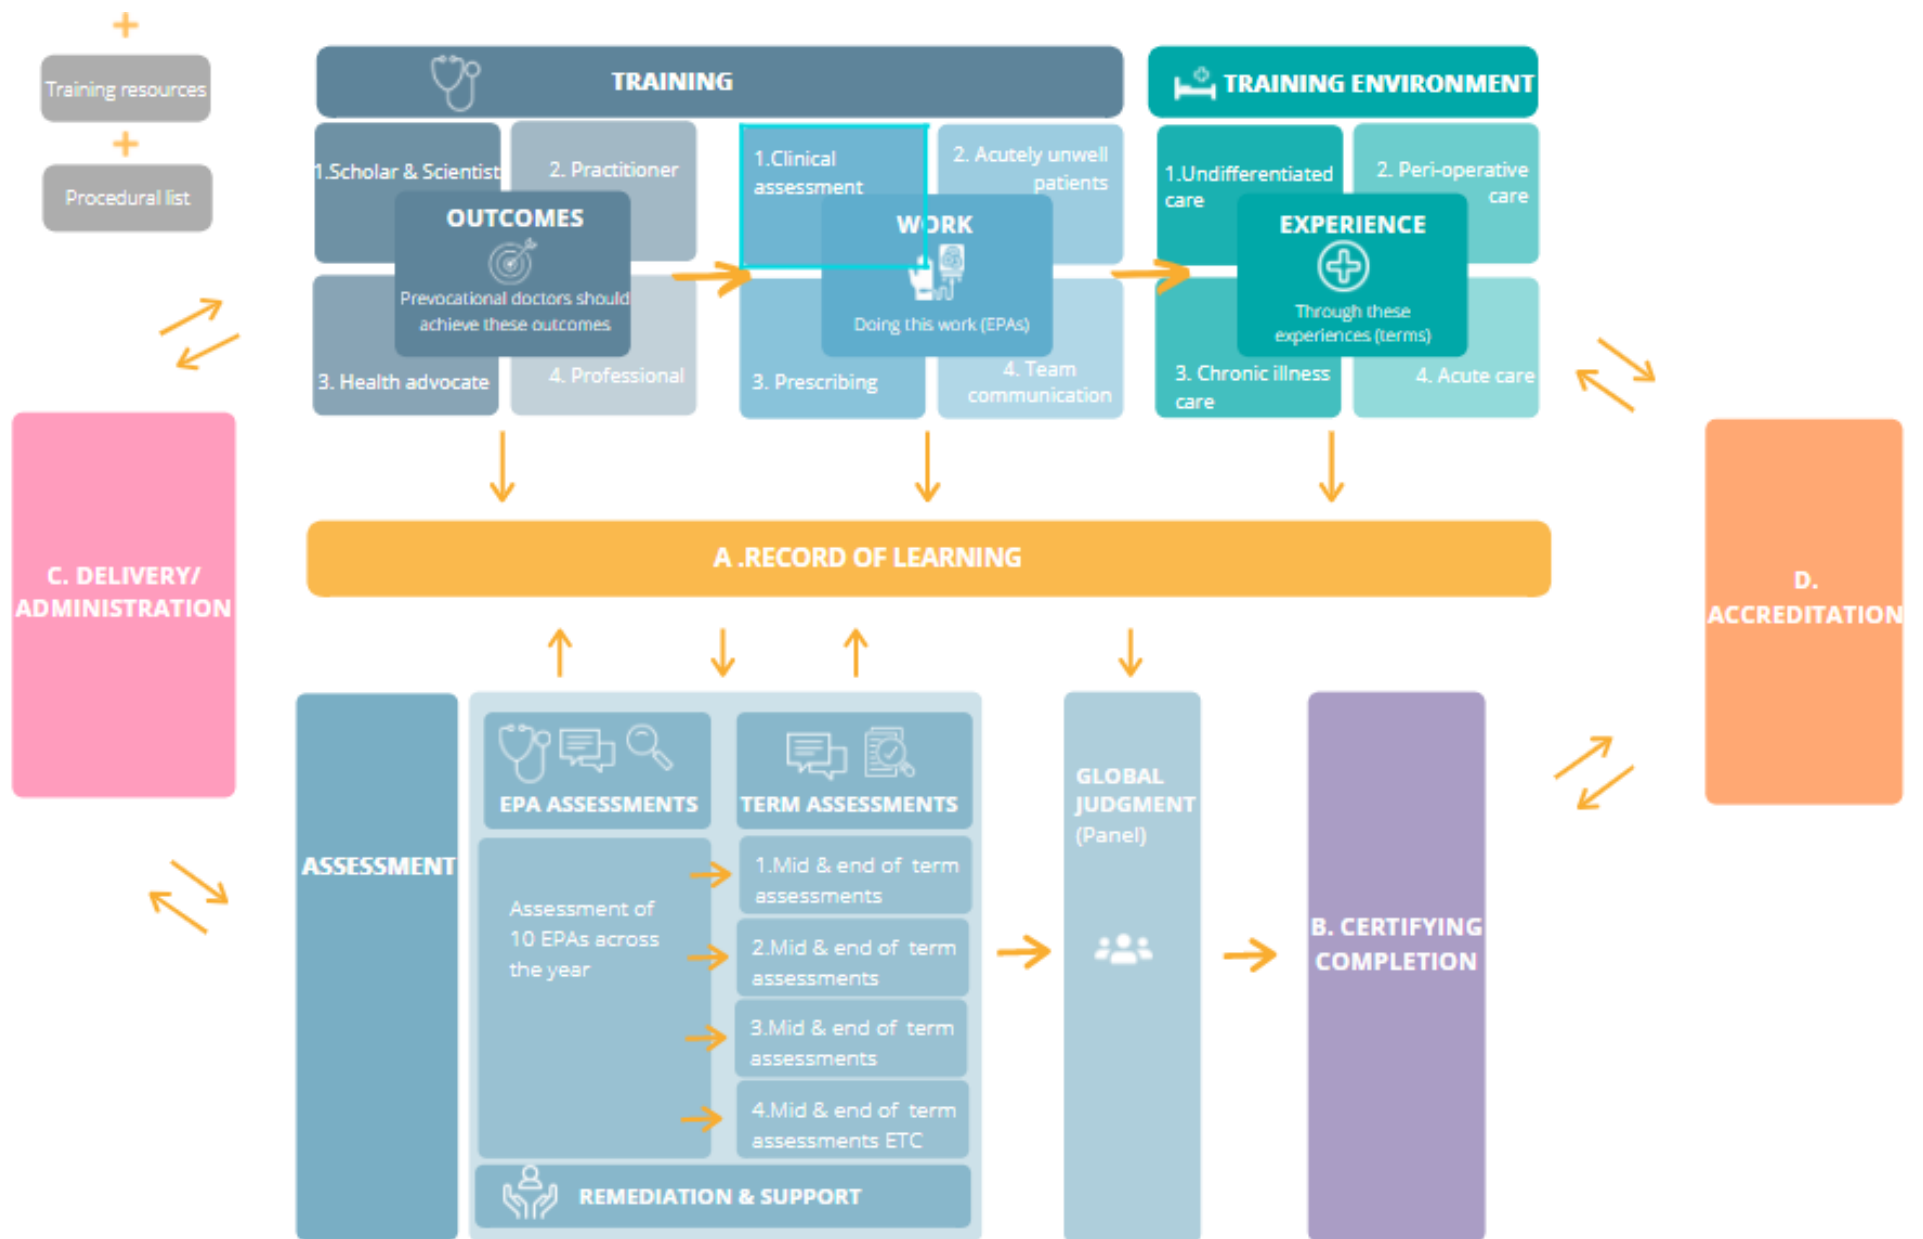 Training resources
Procedural list
TRAINING
1.Scholar & Scientist
2. Practitioner
OUTCOMES
Prevocational doctors should
achieve these outcomes
3. Health advocate
4. Professional
1.Clinical
assessment
2. Acutely unwell
patients
WORK
Doing this work (EPAs)
3. Prescribing
4. Team
communication
TRAINING ENVIRONMENT
1.Undifferentiated
care
2. Peri-operative
care
EXPERIENCE
Through these
experiences (terms)
3. Chronic illness
care
4. Acute care
C. DELIVERY/
ADMINISTRATION
A .RECORD OF LEARNING
D.
ACCREDITATION
ASSESSMENT
EPA ASSESSMENTS
Assessment of
10 EPAs across
the year
TERM ASSESSMENTS
1.Mid & end of term
assessments
2.Mid & end of term
assessments
3.Mid & end of term
assessments
4.Mid & end of term
assessments ETC
REMEDIATION & SUPPORT
GLOBAL
JUDGMENT
(Panel)
B. CERTIFYING
COMPLETION